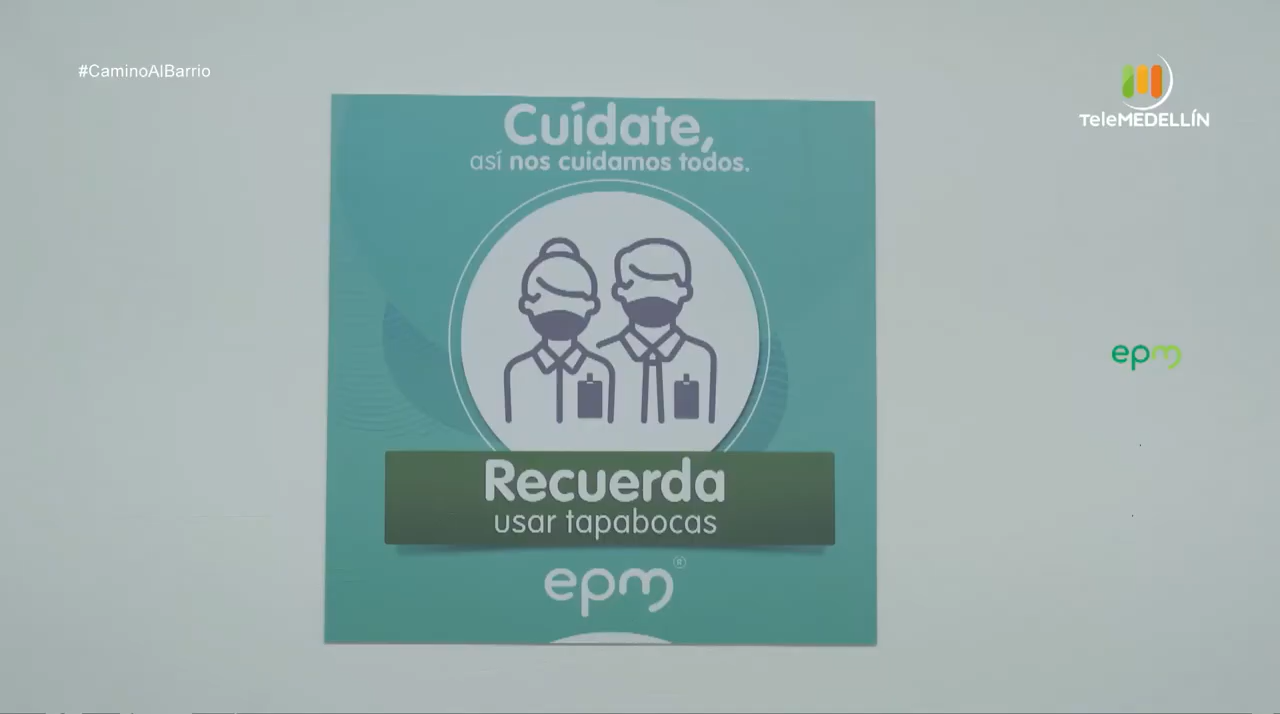 #CaminoAlBarrio
TeleMEDELLÍN
Cuídate,
así nos cuidamos todos.
epm
Recuerda
usar tapabocas
epm®